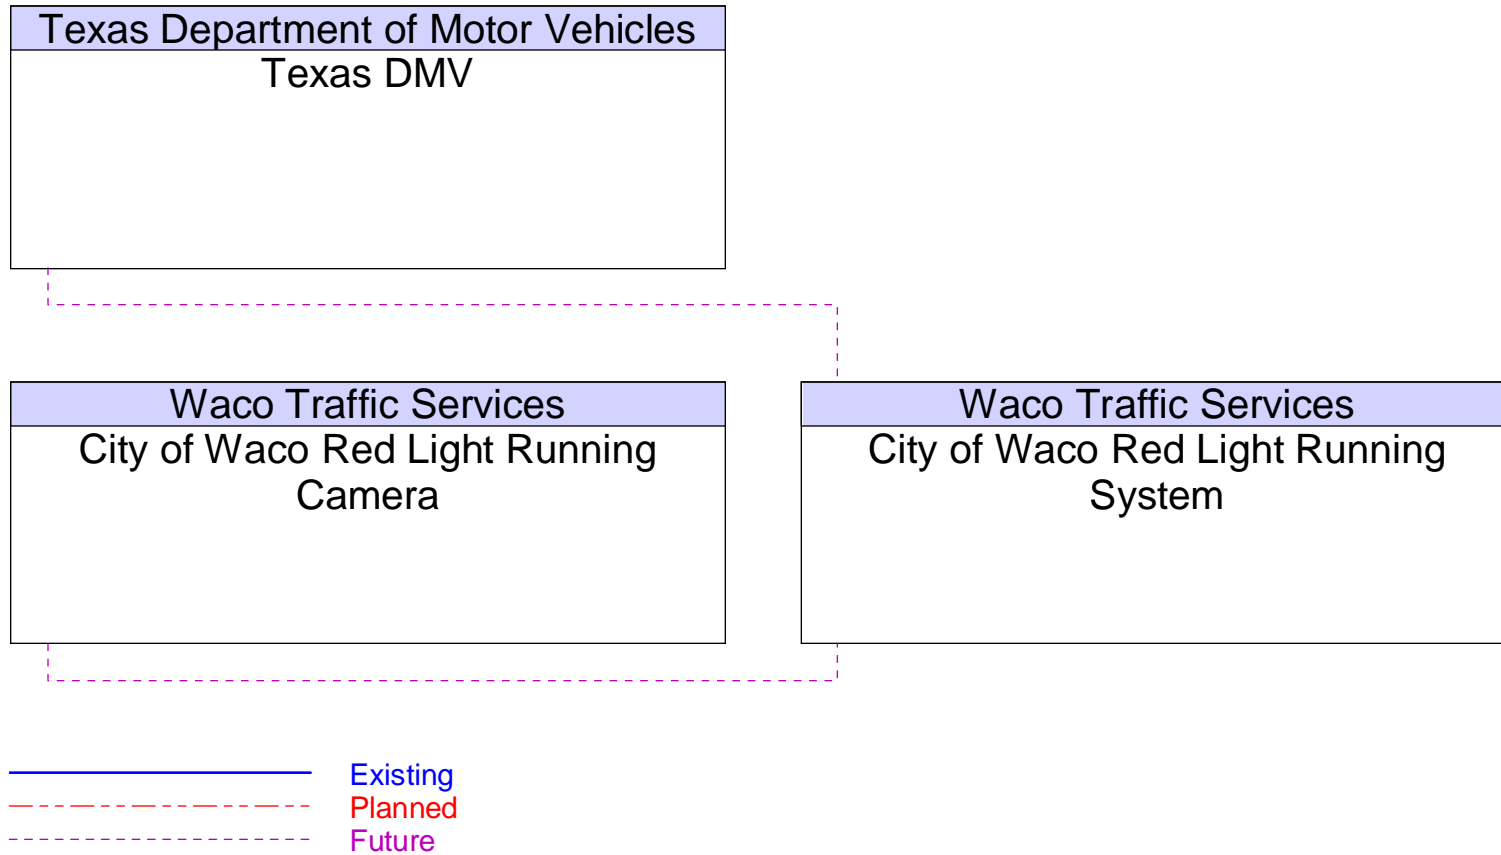 Texas Department of Motor Vehicles
Texas DMV
Waco Traffic Services
City of Waco Red Light Running
Camera
Waco Traffic Services
City of Waco Red Light Running
System
Existing
Planned
Future